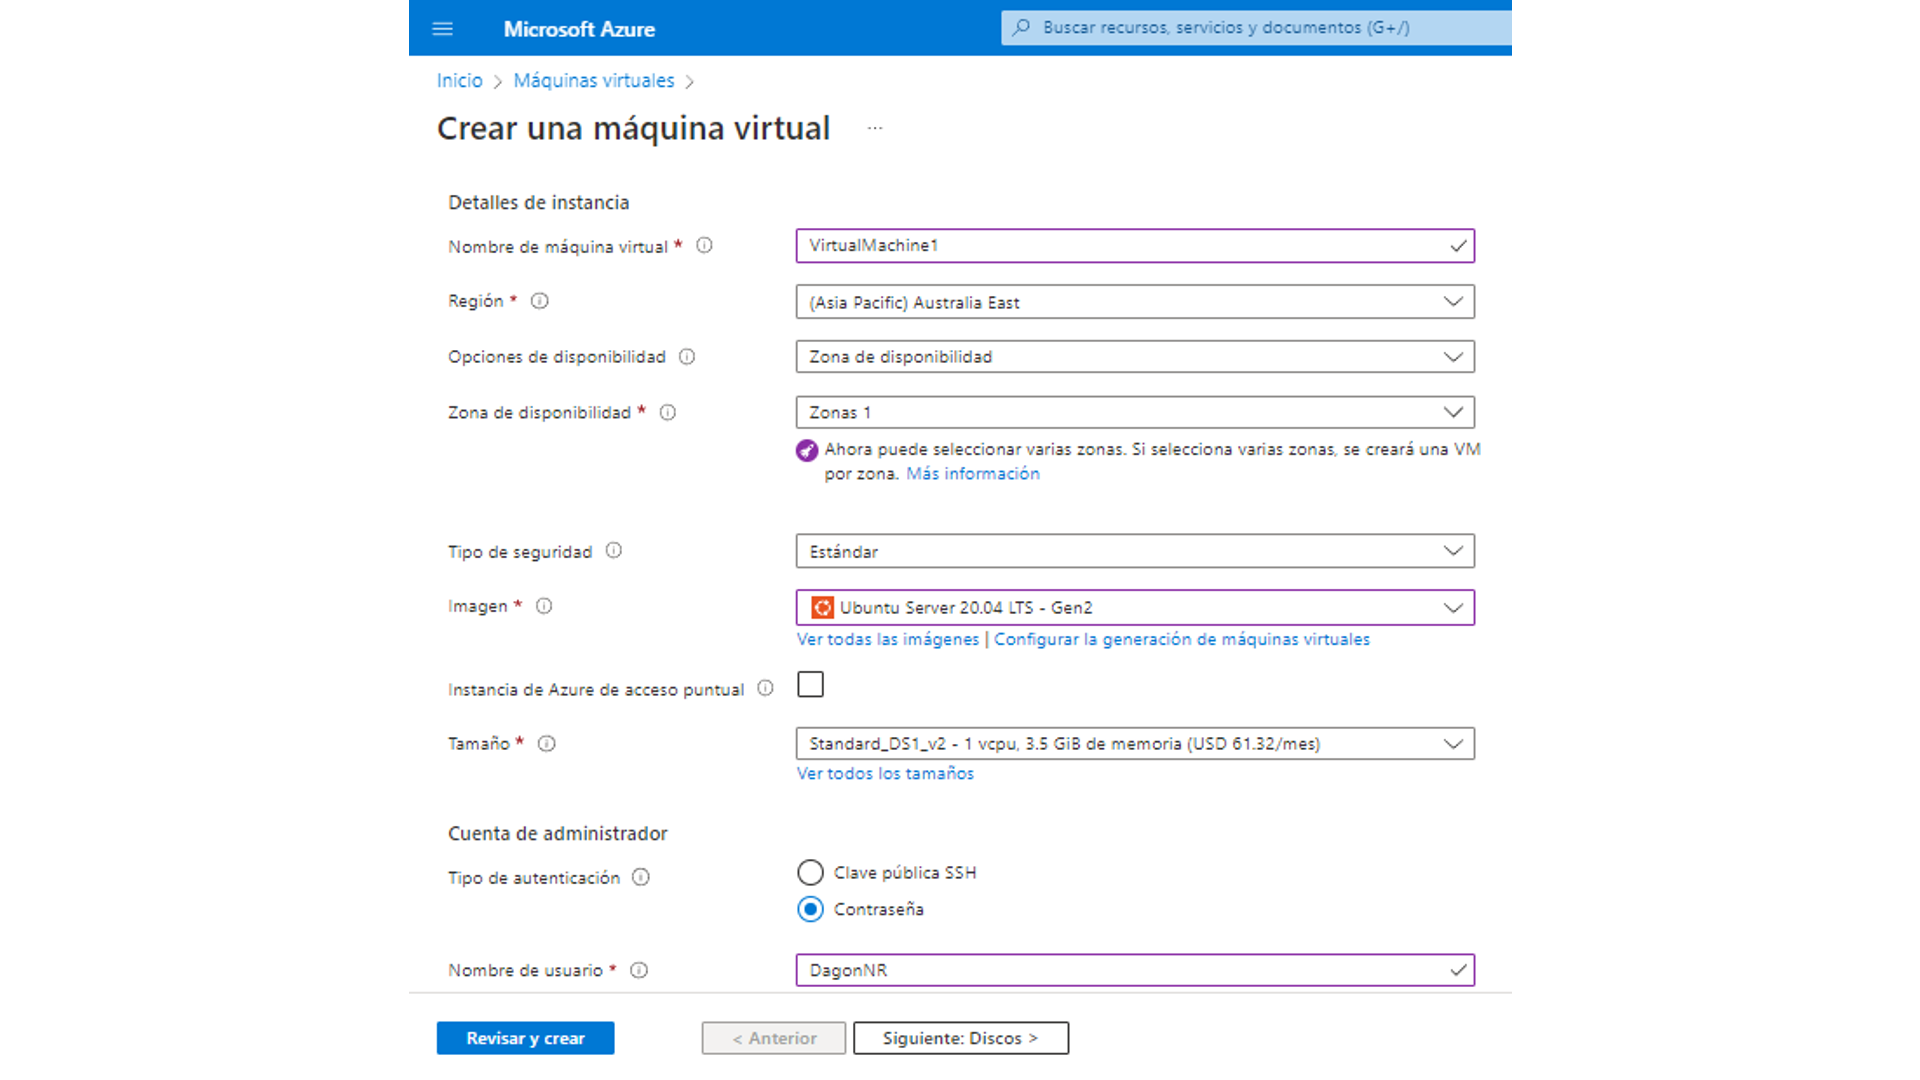 Microsoft Azure
Buscar recursos, servicios y documentos (G+/)
Inicio > Máquinas virtuales >
Crear una máquina virtual ...
Detalles de instancia
Nombre de máquina virtual * VirtualMachine1
Región * (Asia Pacific) Australia East
Opciones de disponibilidad Zona de disponibilidad
Zona de disponibilidad * Zonas 1
Ahora puede seleccionar varias zonas. Si selecciona varias zonas, se creará una VM
por zona. Más información
Tipo de seguridad Estándar
Imagen * Ubuntu Server 20.04 LTS - Gen2
Ver todas las imágenes | Configurar la generación de máquinas virtuales
Instancia de Azure de acceso puntual
Tamaño * Standard_DS1_v2 - 1 vcpu, 3.5 GiB de memoria (USD 61.32/mes)
Ver todos los tamaños
Cuenta de administrador
Tipo de autenticación Clave pública SSH
Contraseña
Nombre de usuario * DagonNR
Revisar y crear < Anterior Siguiente: Discos >